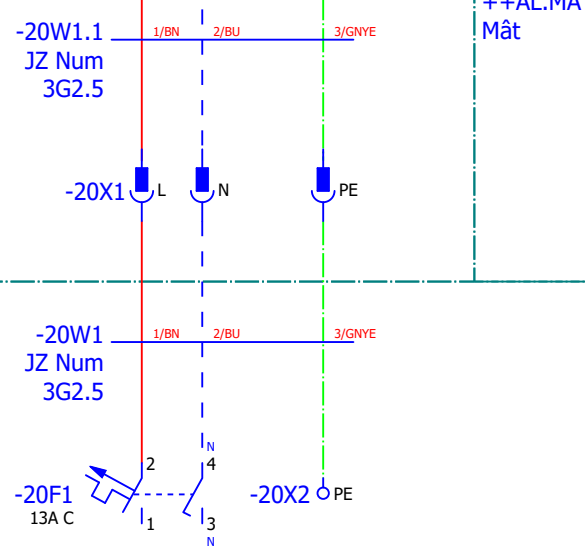 ++AL.MA
Mât
-20W1.1
JZ Num
3G2.5
1/BN 2/BU 3/GNYE
-20X1 L N PE
-20W1
JZ Num
3G2.5
1/BN 2/BU 3/GNYE
N
2 4
-20F1
13A C
-20X2 PE
1 3
N